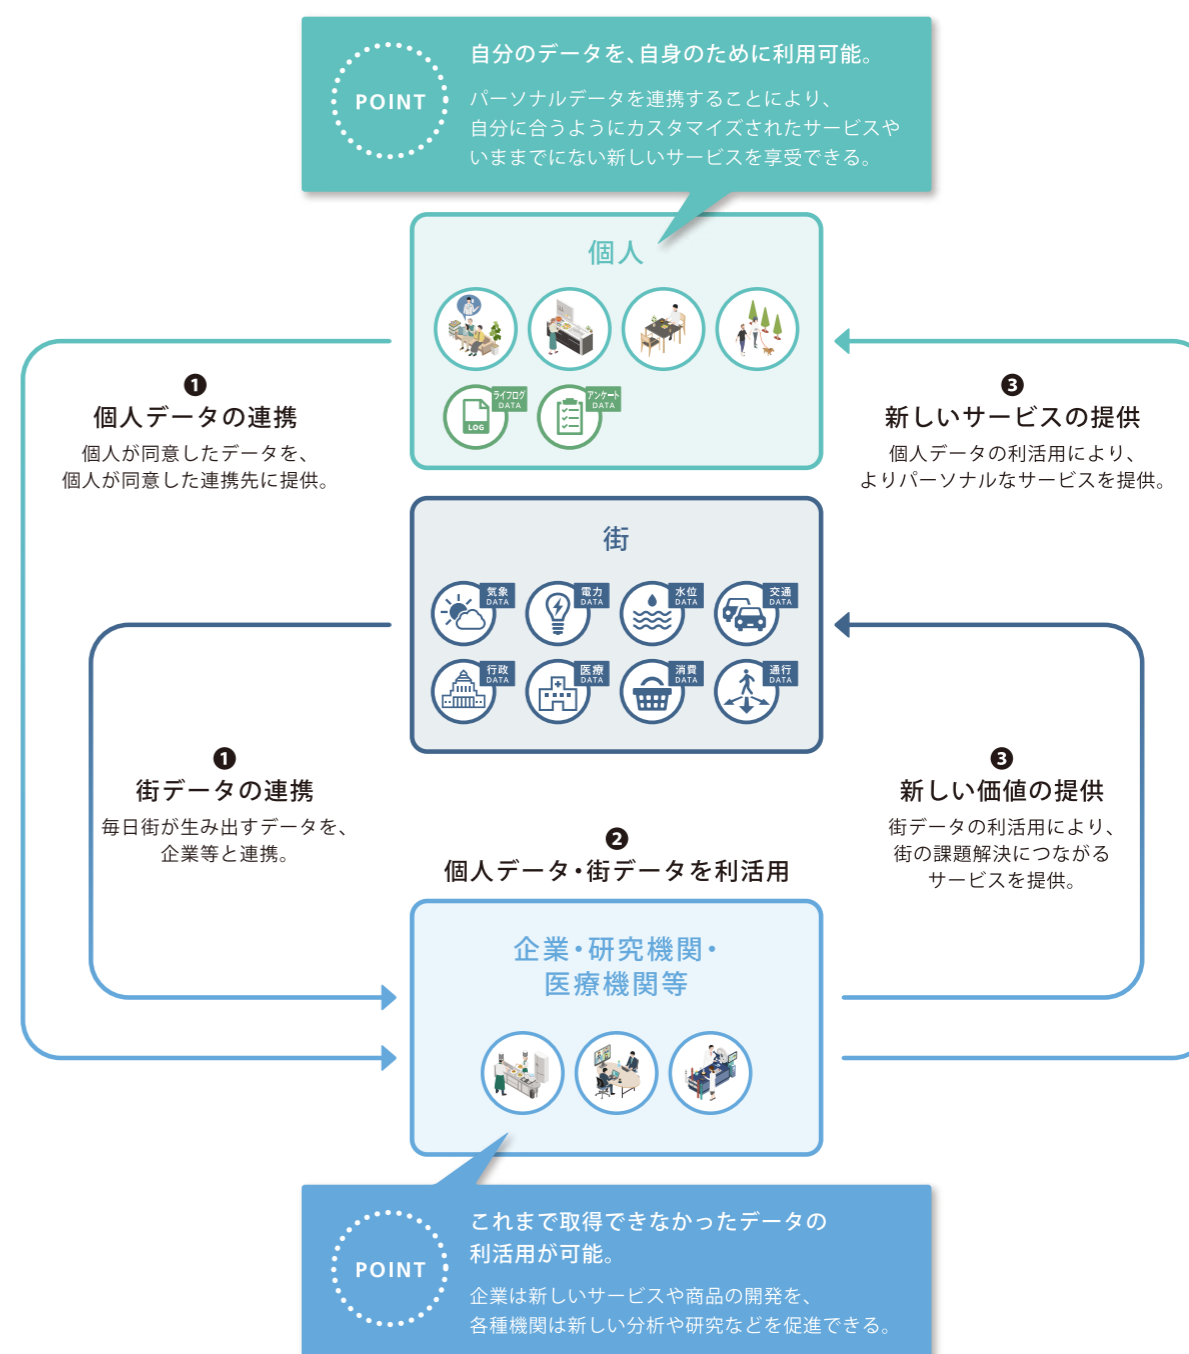 POINT
自分のデータを、自身のために利用可能。
パーソナルデータを連携することにより、
自分に合うようにカスタマイズされたサービスや
いままでにない新しいサービスを享受できる。
個人
ライフログ
DATA
LOG
アンケート
DATA
❶
個人データの連携
個人が同意したデータを、
個人が同意した連携先に提供。
❸
新しいサービスの提供
個人データの利活用により、
よりパーソナルなサービスを提供。
街
気象
DATA
電力
DATA
水位
DATA
交通
DATA
行政
DATA
医療
DATA
消費
DATA
通行
DATA
❶
街データの連携
毎日街が生み出すデータを、
企業等と連携。
❸
新しい価値の提供
街データの利活用により、
街の課題解決につながる
サービスを提供。
❷
個人データ・街データを利活用
企業・研究機関・
医療機関等
POINT
これまで取得できなかったデータの
利活用が可能。
企業は新しいサービスや商品の開発を、
各種機関は新しい分析や研究などを促進できる。